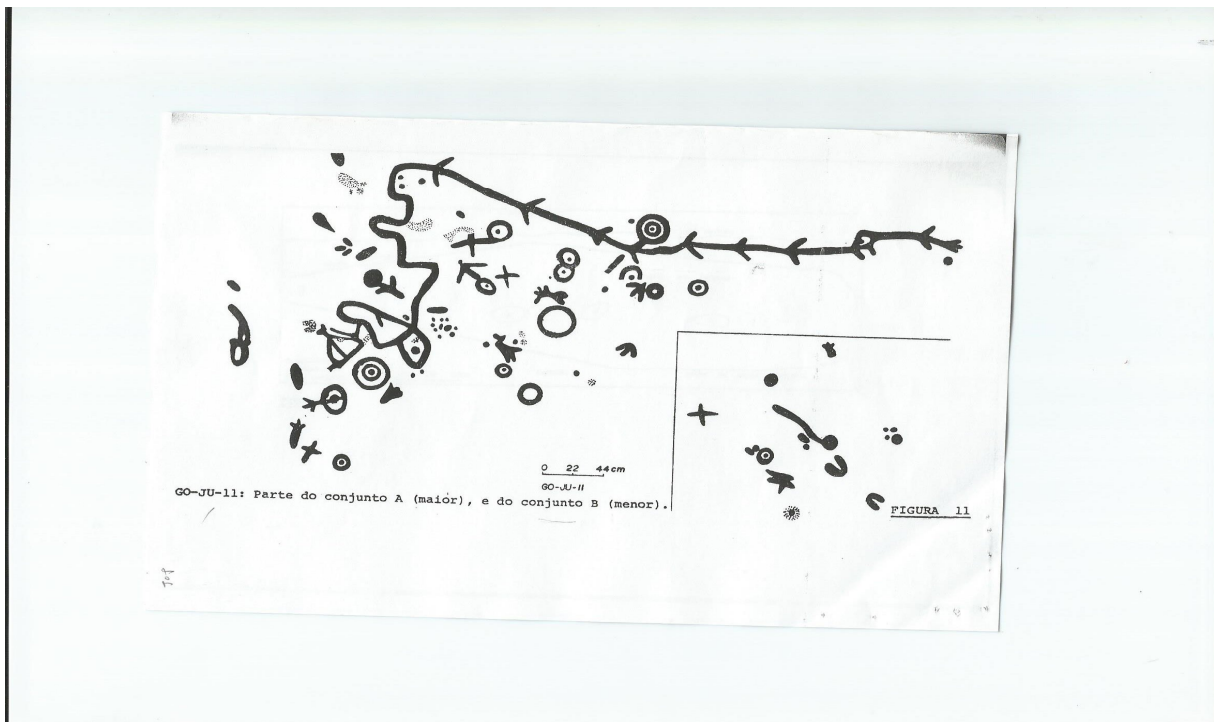 0 22 44cm
GO-JU-11
GO-JU-11: Parte do conjunto A (maior), e do conjunto B (menor).
FIGURA 11